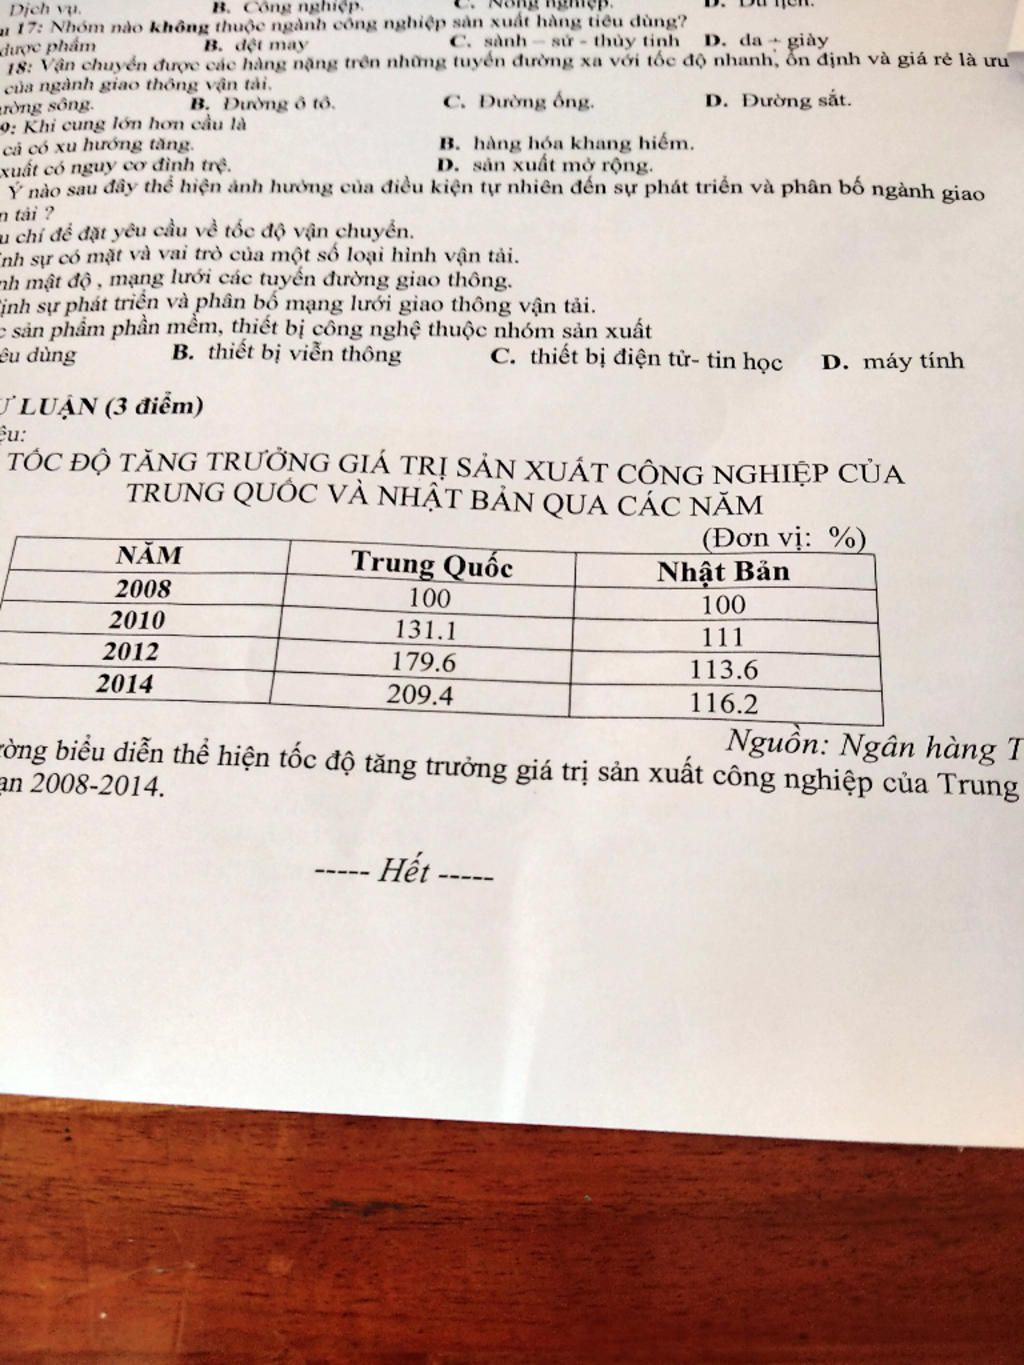 Dịch vụ. B. Công nghiệp. C. Nông nghiệp. D. Du lịch.
17: Nhóm nào không thuộc ngành công nghiệp sản xuất hàng tiêu dùng?
dược phẩm B. dệt may C. sành – sứ - thủy tinh D. da - giày
18: Vận chuyển được các hàng nặng trên những tuyến đường xa với tốc độ nhanh, ổn định và giá rẻ là ưu
của ngành giao thông vận tải.
sông. B. Đường ô tô. C. Đường ống. D. Đường sắt.
9: Khi cung lớn hơn cầu là
cả có xu hướng tăng. B. hàng hóa khang hiếm.
xuất có nguy cơ đình trệ. D. sản xuất mở rộng.
Ý nào sau đây thể hiện ảnh hưởng của điều kiện tự nhiên đến sự phát triển và phân bố ngành giao
tải ?
chí để đặt yêu cầu về tốc độ vận chuyển.
sự có mặt và vai trò của một số loại hình vận tải.
mật độ , mạng lưới các tuyến đường giao thông.
sự phát triển và phân bố mạng lưới giao thông vận tải.
sản phẩm phần mềm, thiết bị công nghệ thuộc nhóm sản xuất
dùng B. thiết bị viễn thông C. thiết bị điện tử- tin học D. máy tính
LUẬN (3 điểm)
TỐC ĐỘ TĂNG TRƯỞNG GIÁ TRỊ SẢN XUẤT CÔNG NGHIỆP CỦA
TRUNG QUỐC VÀ NHẬT BẢN QUA CÁC NĂM
(Đơn vị: %)
NĂM Trung Quốc Nhật Bản
2008 100 100
2010 131.1 111
2012 179.6 113.6
2014 209.4 116.2
Nguồn: Ngân hàng T
biểu diễn thể hiện tốc độ tăng trưởng giá trị sản xuất công nghiệp của Trung
2008-2014.
----- Hết -----